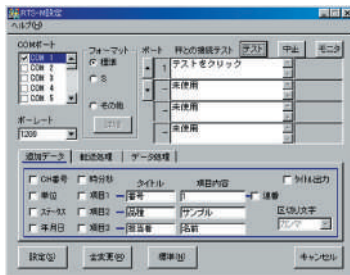 RTS-M設定
ヘルプ(H)
COMポート
COM 1
COM 2
COM 3
COM 4
COM 5
ボーレート
1200
フォーマット
標準
S
その他
ポート
秤との接続テスト
テスト
中止
モニタ
1
テストをクリック
未使用
未使用
未使用
追加データ
転送処理
データ処理
CH番号
時分秒
タイトル
項目内容
タイトル出力
単位
項目1
番号
1
連番
ステータス
項目2
品種
サンプル
区切り文字
年月日
項目3
担当者
名前
カンマ
設定(S)
全変更(R)
標準(N)
キャンセル